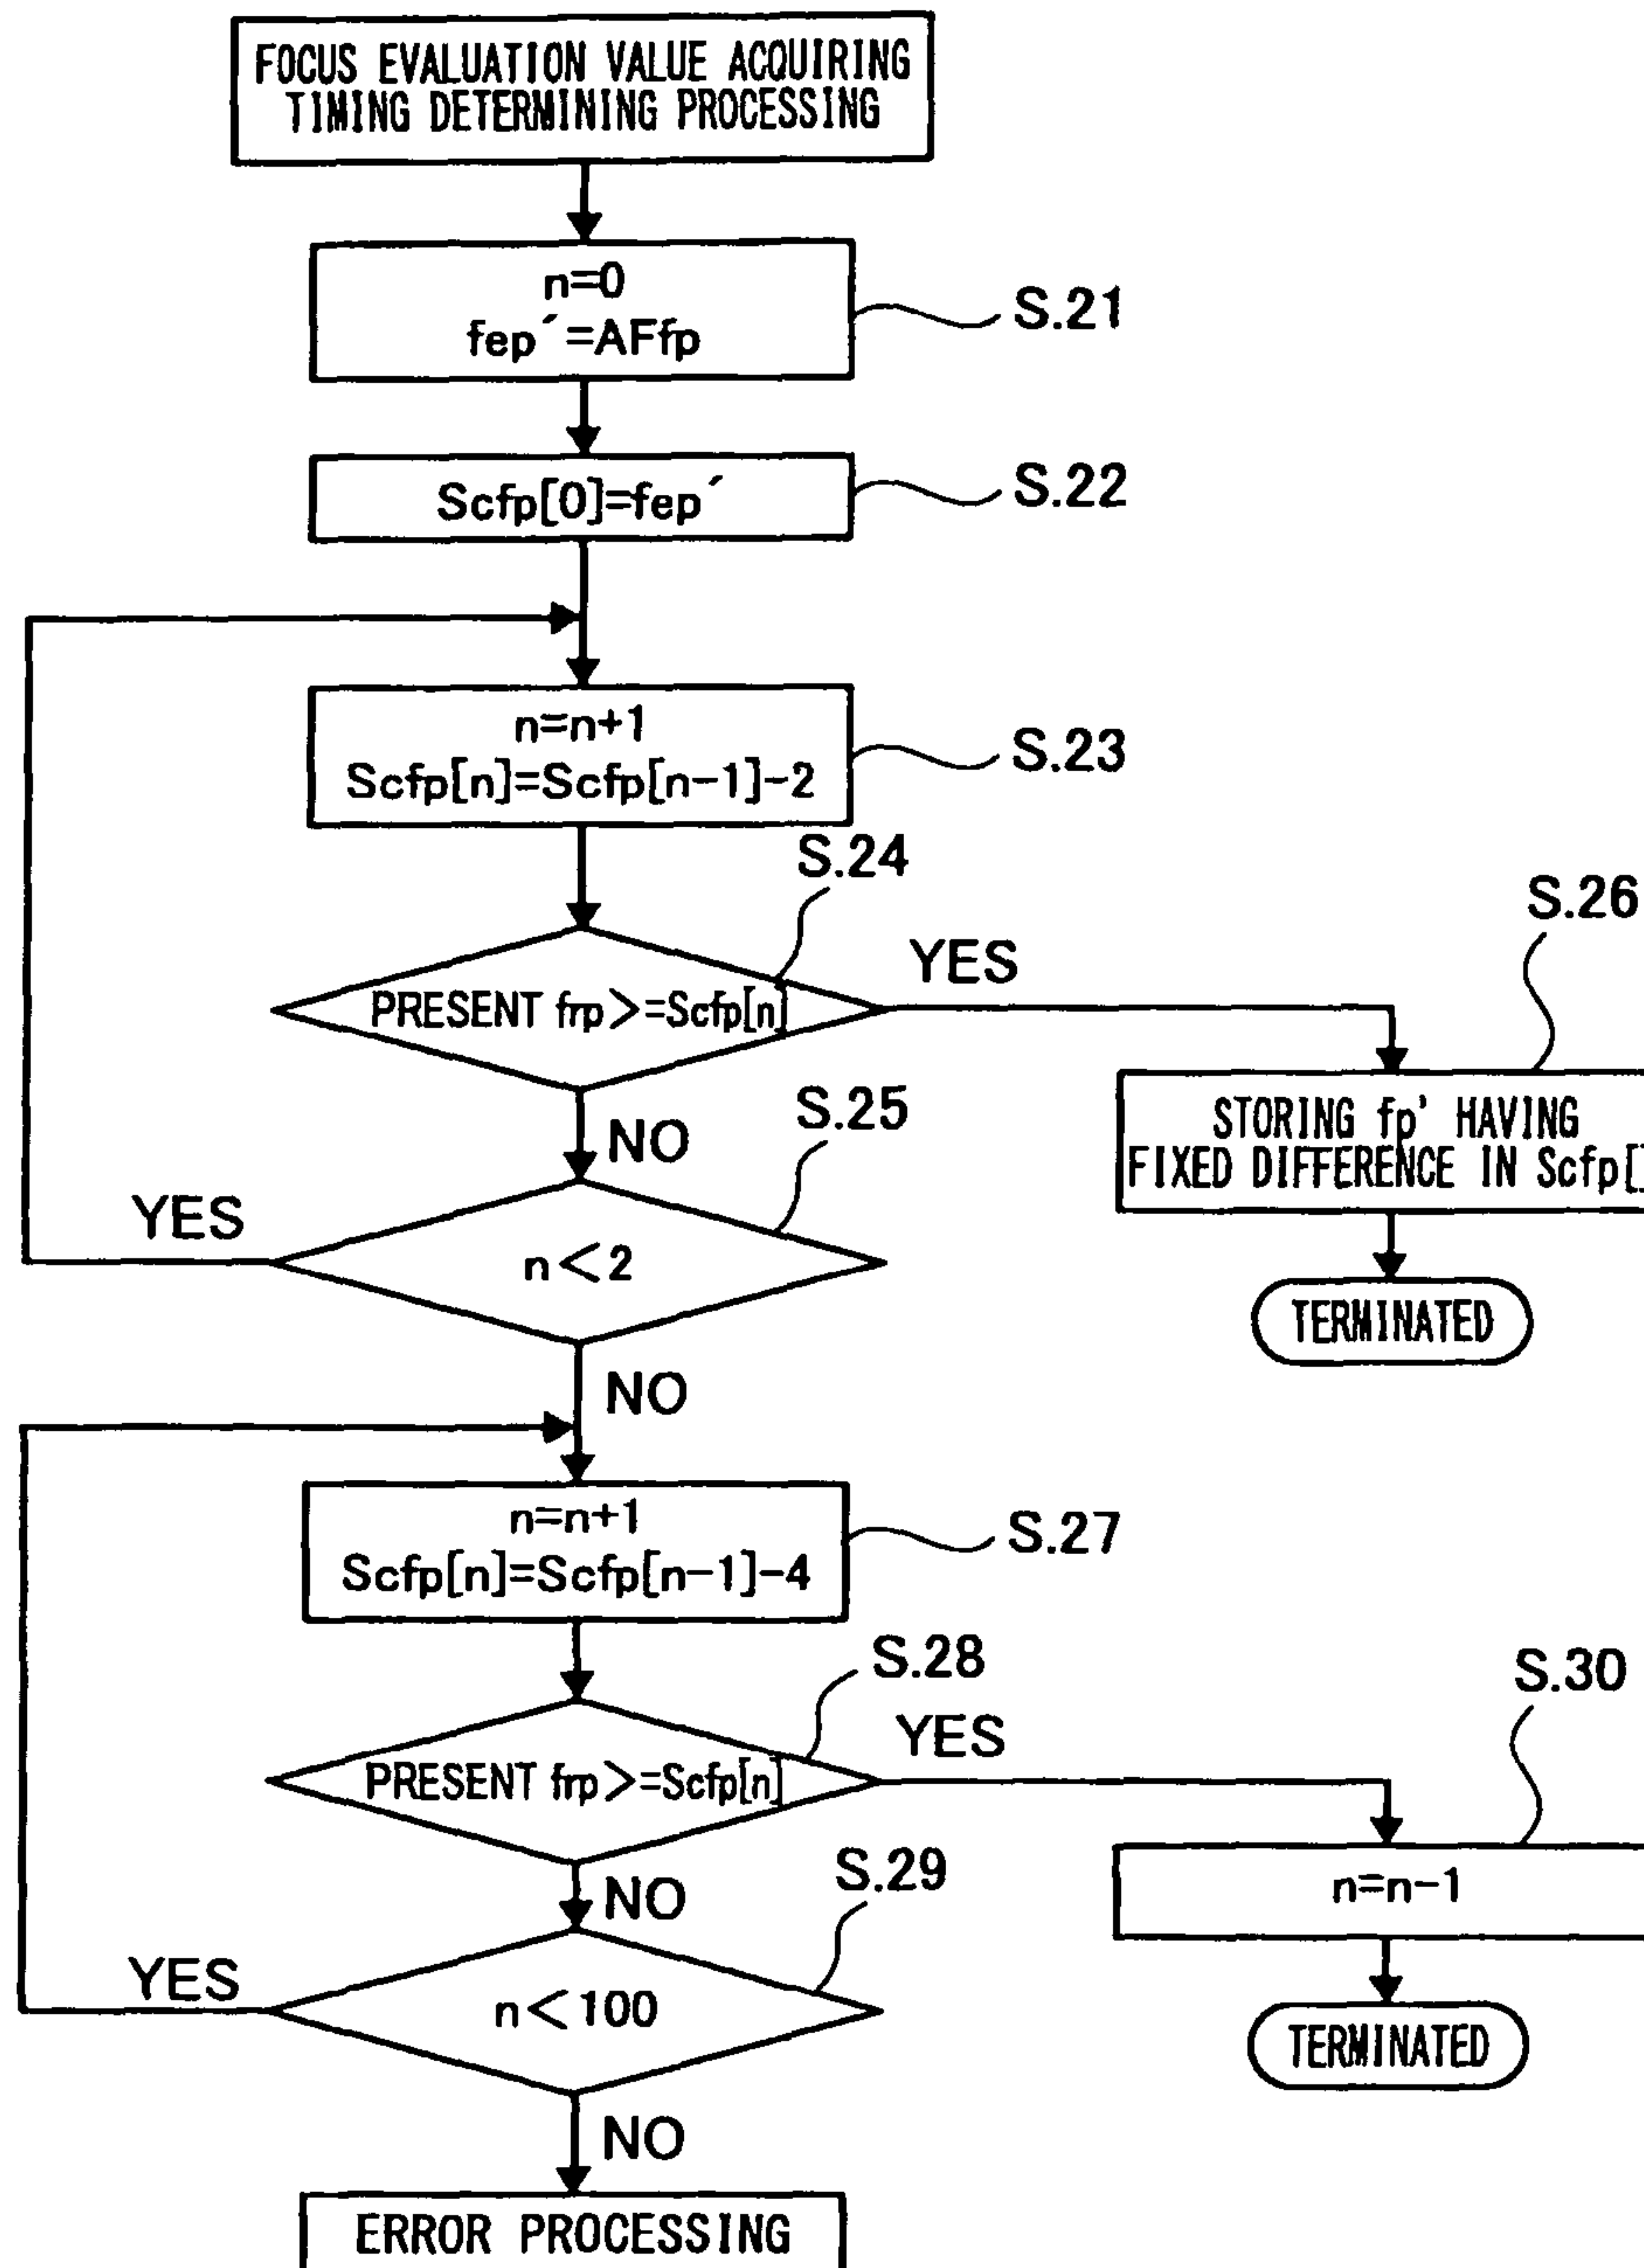 FOCUS EVALUATION VALUE ACQUIRING
TIMING DETERMINING PROCESSING
n=0
fep´=AFfp
S.21
Scfp[0]=fep´
S.22
n=n+1
Scfp[n]=Scfp[n-1]-2
S.23
S.24
PRESENT frp>=Scfp[n]
YES
S.26
STORING fp' HAVING
FIXED DIFFERENCE IN Scfp[]
TERMINATED
NO
S.25
n<2
YES
NO
n=n+1
Scfp[n]=Scfp[n-1]-4
S.27
S.28
PRESENT frp>=Scfp[n]
YES
S.30
n=n-1
TERMINATED
NO
S.29
n<100
YES
NO
ERROR PROCESSING